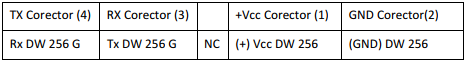 TX Corector (4) RX Corector (3) +Vcc Corector (1) GND Corector(2)
Rx DW 256 G Tx DW 256 G NC (+) Vcc DW 256 (GND) DW 256